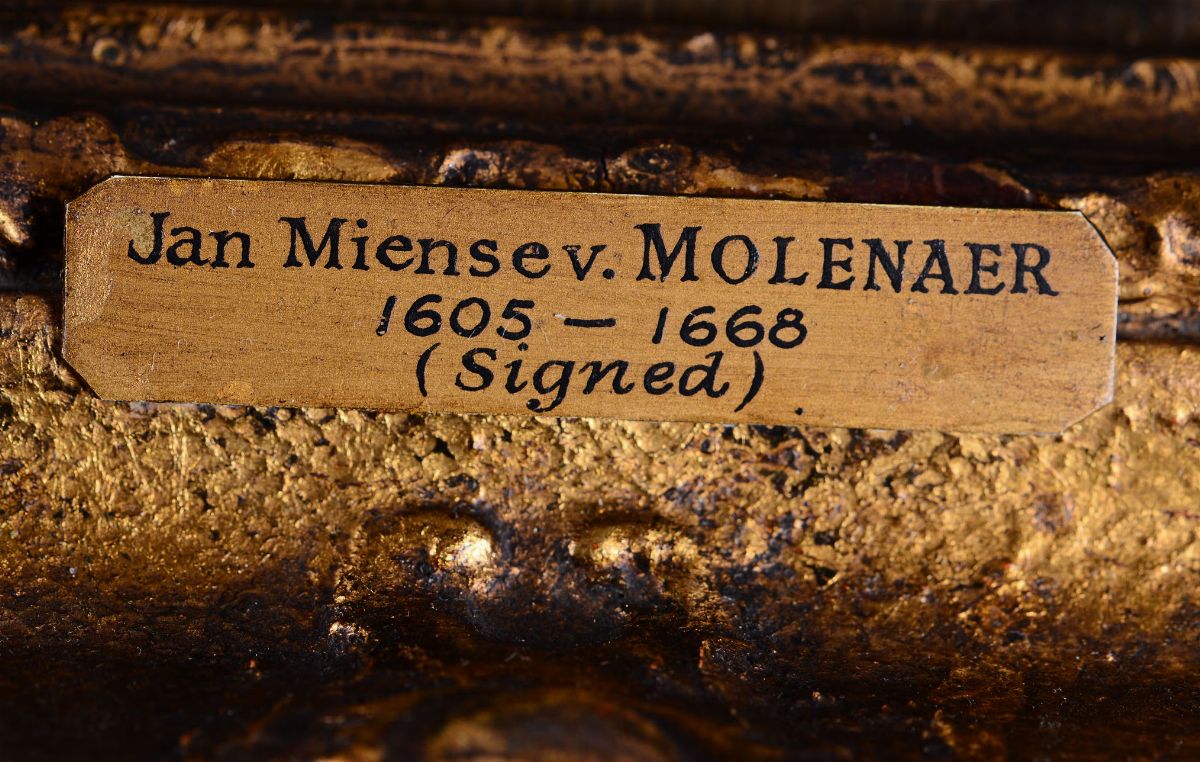 Jan Miensev. MOLENAER
1605 — 1668
(Signed)